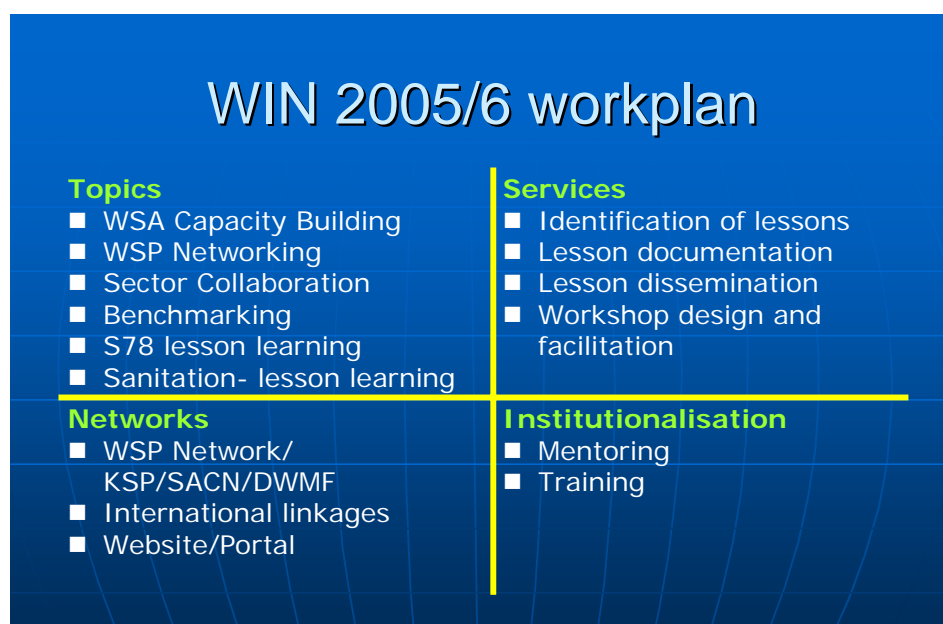 WIN 2005/6 workplan
Topics
■ WSA Capacity Building
■ WSP Networking
■ Sector Collaboration
■ Benchmarking
■ S78 lesson learning
■ Sanitation- lesson learning
Services
■ Identification of lessons
■ Lesson documentation
■ Lesson dissemination
■ Workshop design and
facilitation
Networks
■ WSP Network/
KSP/SACN/DWMF
■ International linkages
■ Website/Portal
Institutionalisation
■ Mentoring
■ Training